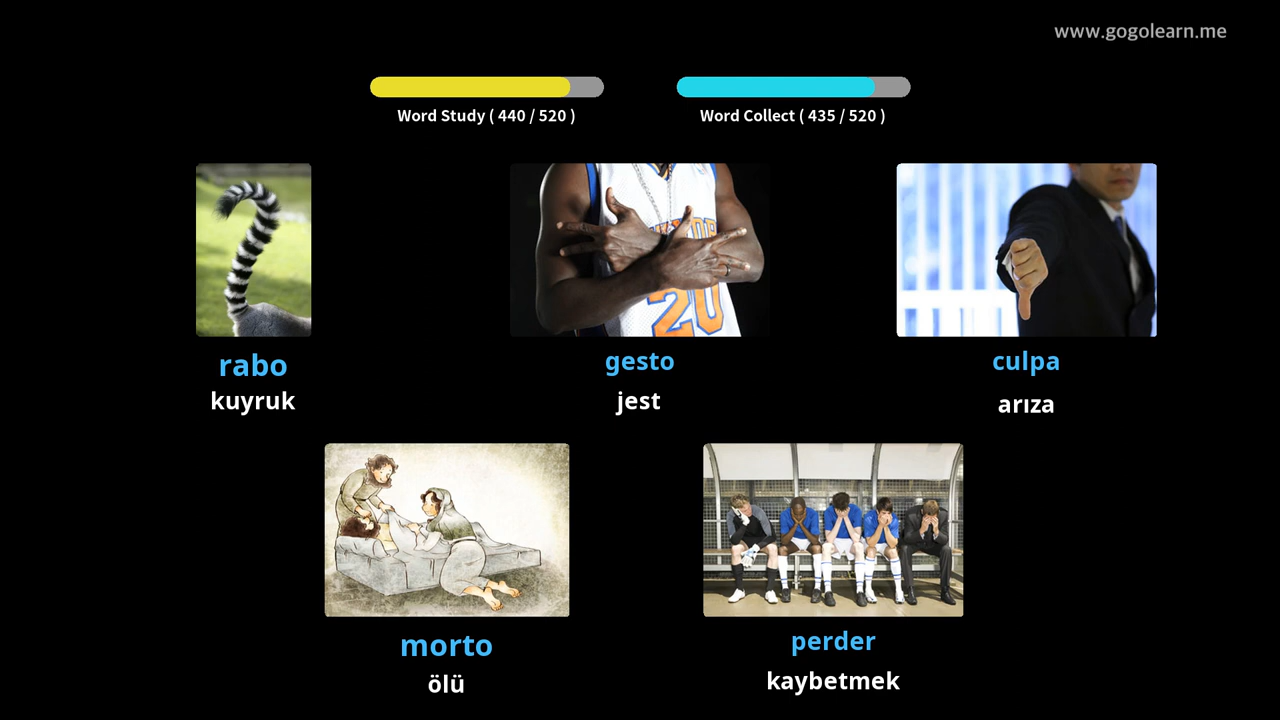 www.gogolearn.me
Word Study ( 440 / 520 )
Word Collect ( 435 / 520 )
20
rabo
kuyruk
gesto
jest
culpa
arıza
morto
ölü
perder
kaybetmek